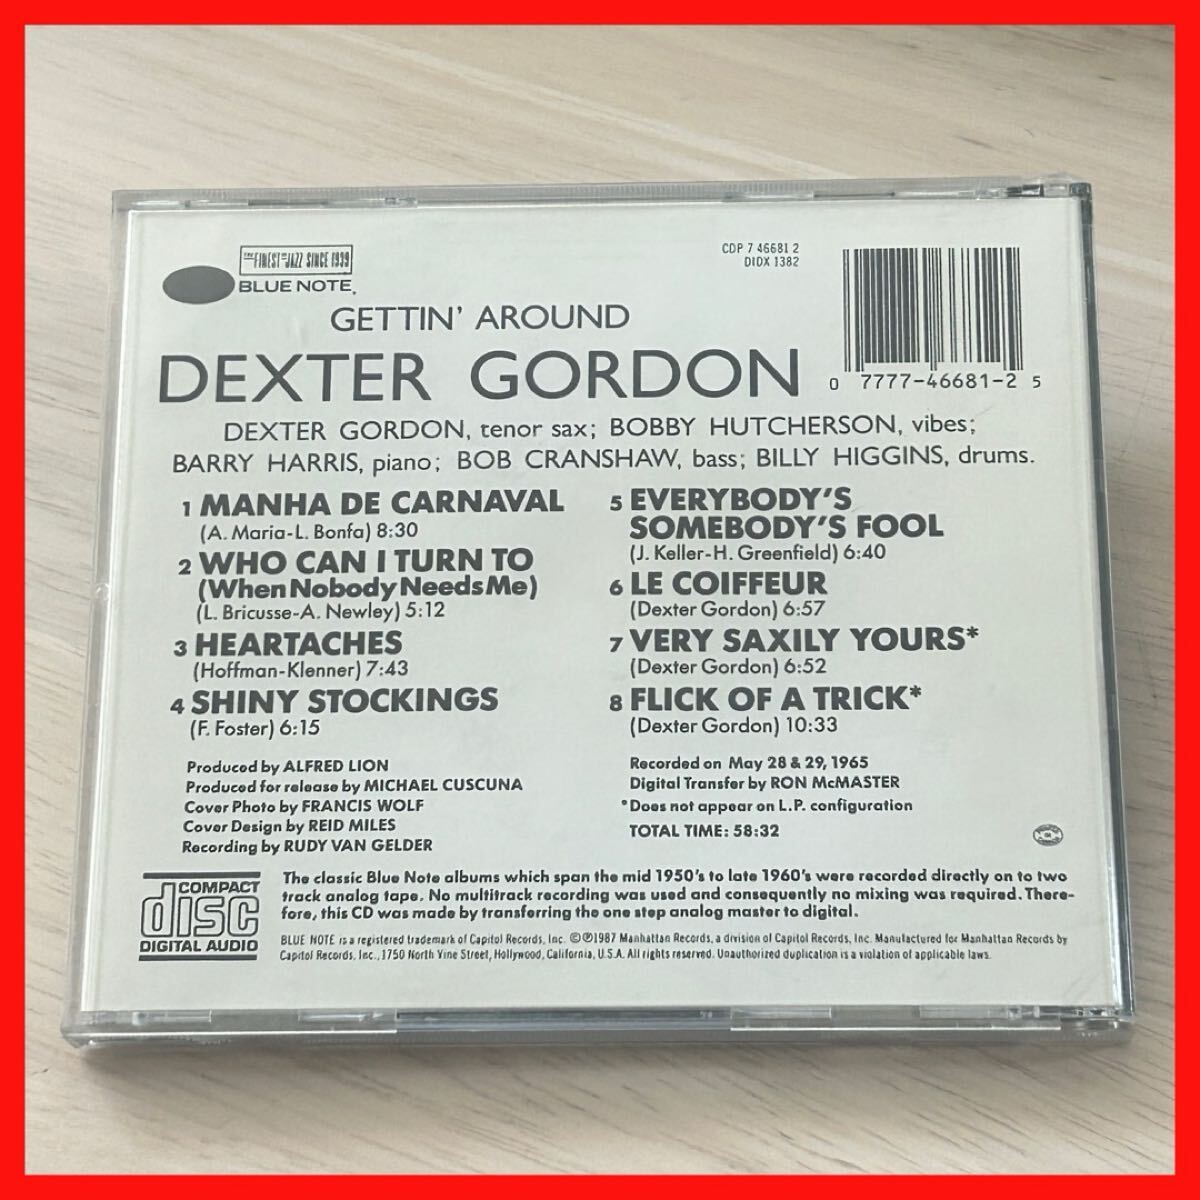 THE FINEST IN JAZZ SINCE 1939
BLUE NOTE
CDP 7 46681 2
DIDX 1382
GETTIN' AROUND
DEXTER GORDON
0 7777-46681-2 5
DEXTER GORDON, tenor sax; BOBBY HUTCHERSON, vibes;
BARRY HARRIS, piano; BOB CRANSHAW, bass; BILLY HIGGINS, drums.
1 MANHA DE CARNAVAL
(A. Maria-L. Bonfa) 8:30
2 WHO CAN I TURN TO
(When Nobody Needs Me)
(L. Bricusse-A. Newley) 5:12
3 HEARTACHES
(Hoffman-Klenner) 7:43
4 SHINY STOCKINGS
(F. Foster) 6:15
5 EVERYBODY'S
SOMEBODY'S FOOL
(J. Keller-H. Greenfield) 6:40
6 LE COIFFEUR
(Dexter Gordon) 6:57
7 VERY SAXILY YOURS*
(Dexter Gordon) 6:52
8 FLICK OF A TRICK*
(Dexter Gordon) 10:33
Produced by ALFRED LION
Produced for release by MICHAEL CUSCUNA
Cover Photo by FRANCIS WOLF
Cover Design by REID MILES
Recording by RUDY VAN GELDER
Recorded on May 28 & 29, 1965
Digital Transfer by RON McMASTER
*Does not appear on L.P. configuration
TOTAL TIME: 58:32
COMPACT
disc
DIGITAL AUDIO
The classic Blue Note albums which span the mid 1950's to late 1960's were recorded directly on to two
track analog tape. No multitrack recording was used and consequently no mixing was required. There-
fore, this CD was made by transferring the one step analog master to digital.
BLUE NOTE is a registered trademark of Capitol Records, Inc. ©℗1987 Manhattan Records, a division of Capitol Records, Inc. Manufactured for Manhattan Records by
Capitol Records, Inc., 1750 North Vine Street, Hollywood, California, U.S.A. All rights reserved. Unauthorized duplication is a violation of applicable laws.